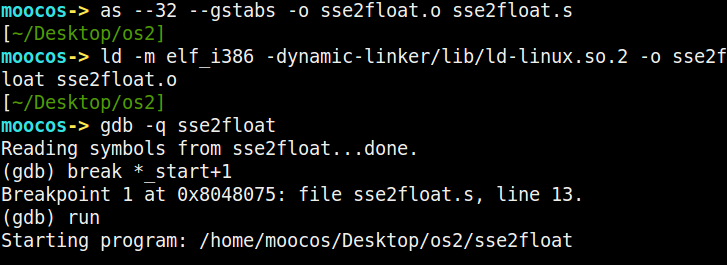 moocos-> as --32 --gstabs -o sse2float.o sse2float.s
[~/Desktop/os2]
moocos-> ld -m elf_i386 -dynamic-linker/lib/ld-linux.so.2 -o sse2f
loat sse2float.o
[~/Desktop/os2]
moocos-> gdb -q sse2float
Reading symbols from sse2float...done.
(gdb) break *_start+1
Breakpoint 1 at 0x8048075: file sse2float.s, line 13.
(gdb) run
Starting program: /home/moocos/Desktop/os2/sse2float